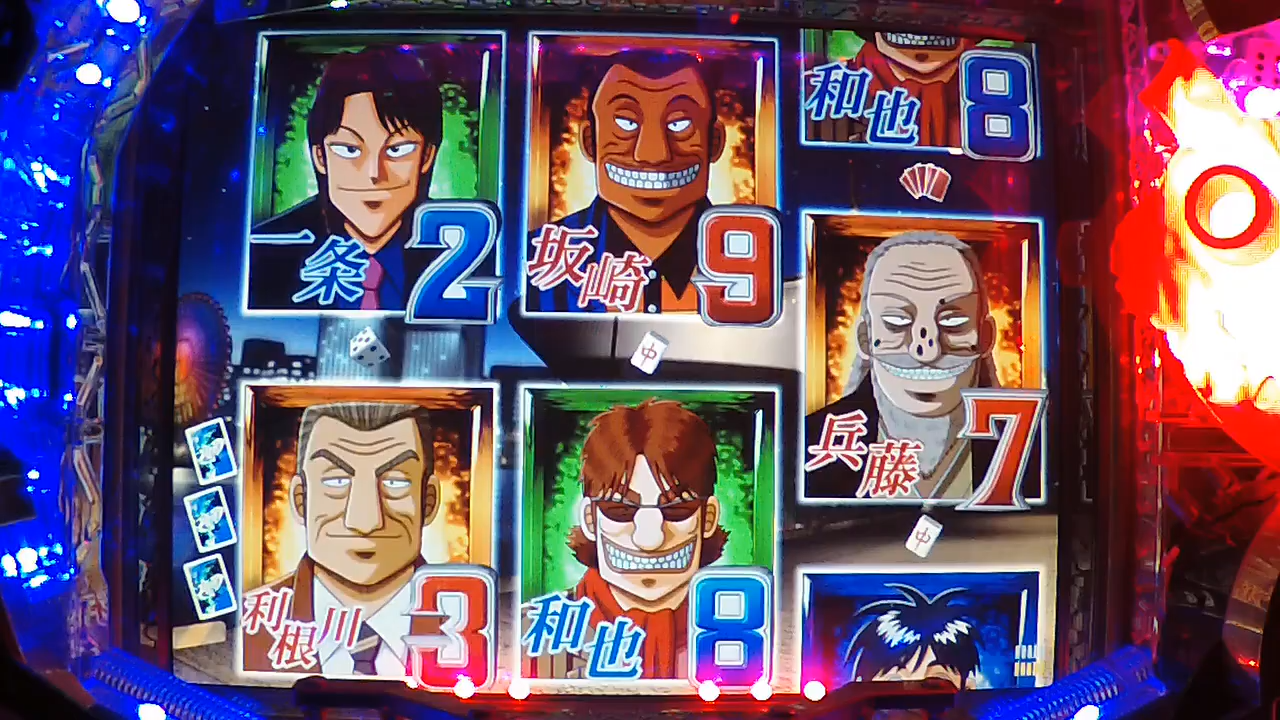 和也 8
一条 2
坂崎 9
中
兵藤 7
利根川 3
和也 8
中